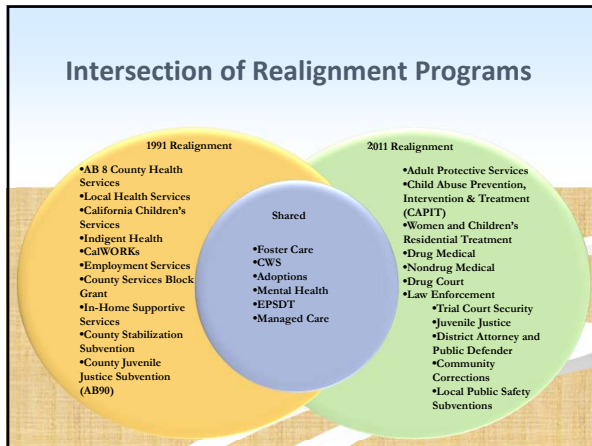 Intersection of Realignment Programs
1991 Realignment
•AB 8 County Health
Services
•Local Health Services
•California Children's
Services
•Indigent Health
•CalWORKs
•Employment Services
•County Services Block
Grant
•In-Home Supportive
Services
•County Stabilization
Subvention
•County Juvenile
Justice Subvention
(AB90)
Shared
•Foster Care
•CWS
•Adoptions
•Mental Health
•EPSDT
•Managed Care
2011 Realignment
•Adult Protective Services
•Child Abuse Prevention,
Intervention & Treatment
(CAPIT)
•Women and Children's
Residential Treatment
•Drug Medical
•Nondrug Medical
•Drug Court
•Law Enforcement
•Trial Court Security
•Juvenile Justice
•District Attorney and
Public Defender
•Community
Corrections
•Local Public Safety
Subventions